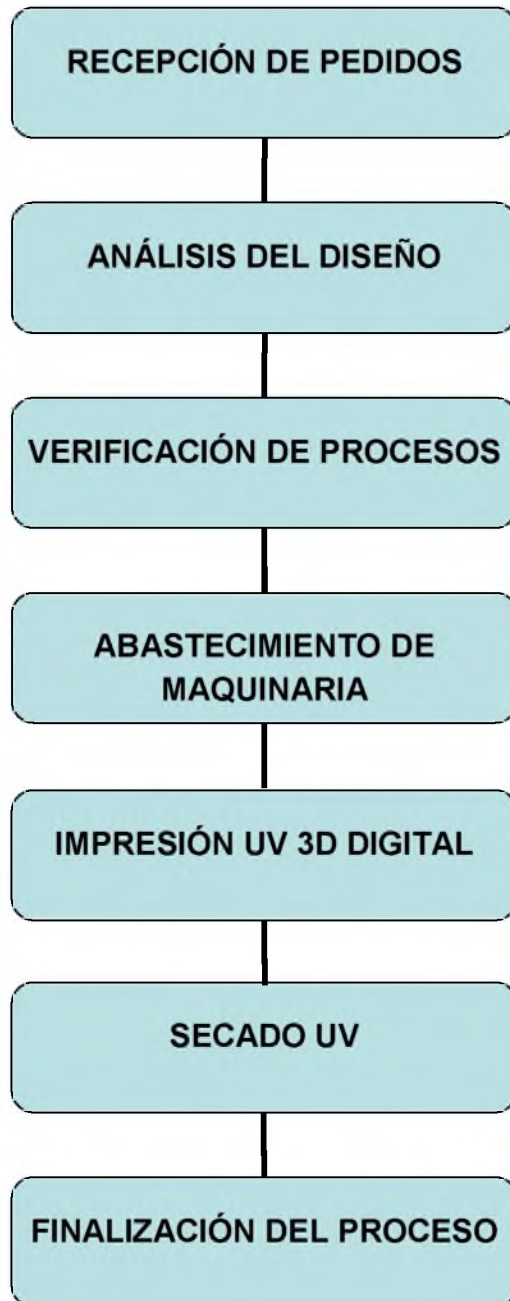 RECEPCIÓN DE PEDIDOS
ANÁLISIS DEL DISEÑO
VERIFICACIÓN DE PROCESOS
ABASTECIMIENTO DE
MAQUINARIA
IMPRESIÓN UV 3D DIGITAL
SECADO UV
FINALIZACIÓN DEL PROCESO